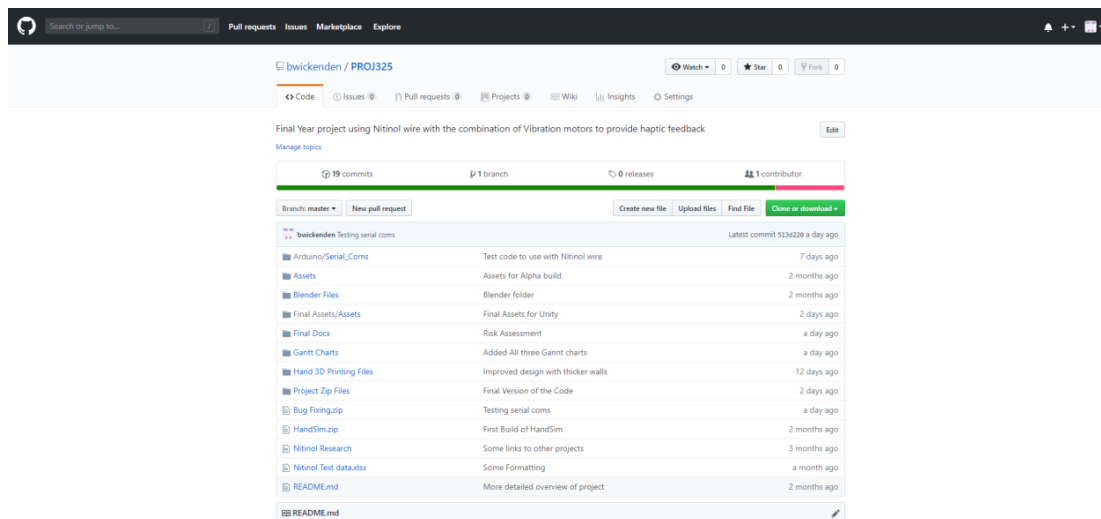 Search or jump to... / Pull requests Issues Marketplace Explore
bwickenden / PROJ325 Watch 0 Star 0 Fork 0
Code Issues 0 Pull requests 0 Projects 0 Wiki Insights Settings
Final Year project using Nitinol wire with the combination of Vibration motors to provide haptic feedback Edit
Manage topics
19 commits 1 branch 0 releases 1 contributor
Branch: master New pull request Create new file Upload files Find File Clone or download
bwickenden Testing serial coms Latest commit 513d220 a day ago
Arduino/Serial_Coms Test code to use with Nitinol wire 7 days ago
Assets Assets for Alpha build 2 months ago
Blender Files Blender folder 2 months ago
Final Assets/Assets Final Assets for Unity 2 days ago
Final Docs Risk Assessment a day ago
Gantt Charts Added All three Gannt charts a day ago
Hand 3D Printing Files Improved design with thicker walls 12 days ago
Project Zip Files Final Version of the Code 2 days ago
Bug Fixing.zip Testing serial coms a day ago
HandSim.zip First Build of HandSim 2 months ago
Nitinol Research Some links to other projects 3 months ago
Nitinol Test data.xlsx Some Formatting a month ago
README.md More detailed overview of project 2 months ago
README.md